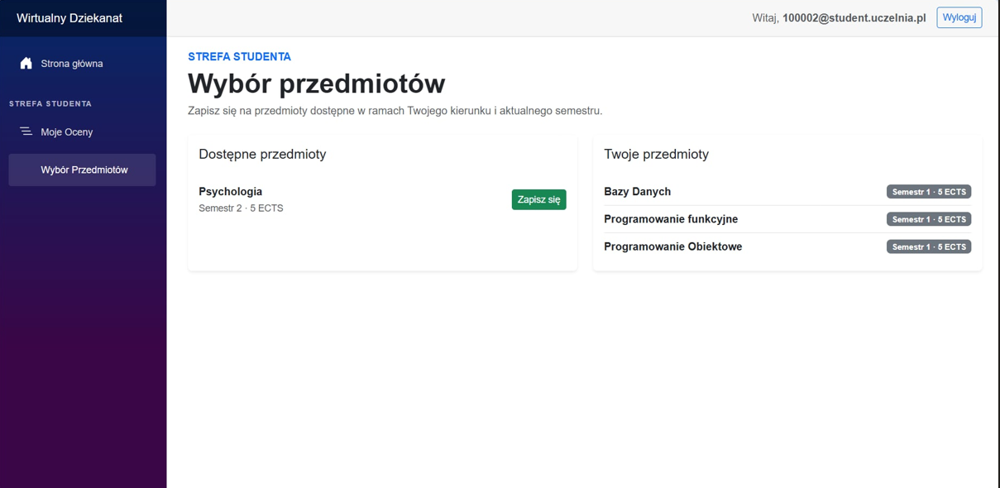 Wirtualny Dziekanat
Witaj, 100002@student.uczelnia.pl
Wyloguj
Strona główna
STREFA STUDENTA
Moje Oceny
Wybór Przedmiotów
STREFA STUDENTA
Wybór przedmiotów
Zapisz się na przedmioty dostępne w ramach Twojego kierunku i aktualnego semestru.
Dostępne przedmioty
Psychologia
Semestr 2 · 5 ECTS
Zapisz się
Twoje przedmioty
Bazy Danych
Semestr 1 · 5 ECTS
Programowanie funkcyjne
Semestr 1 · 5 ECTS
Programowanie Obiektowe
Semestr 1 · 5 ECTS